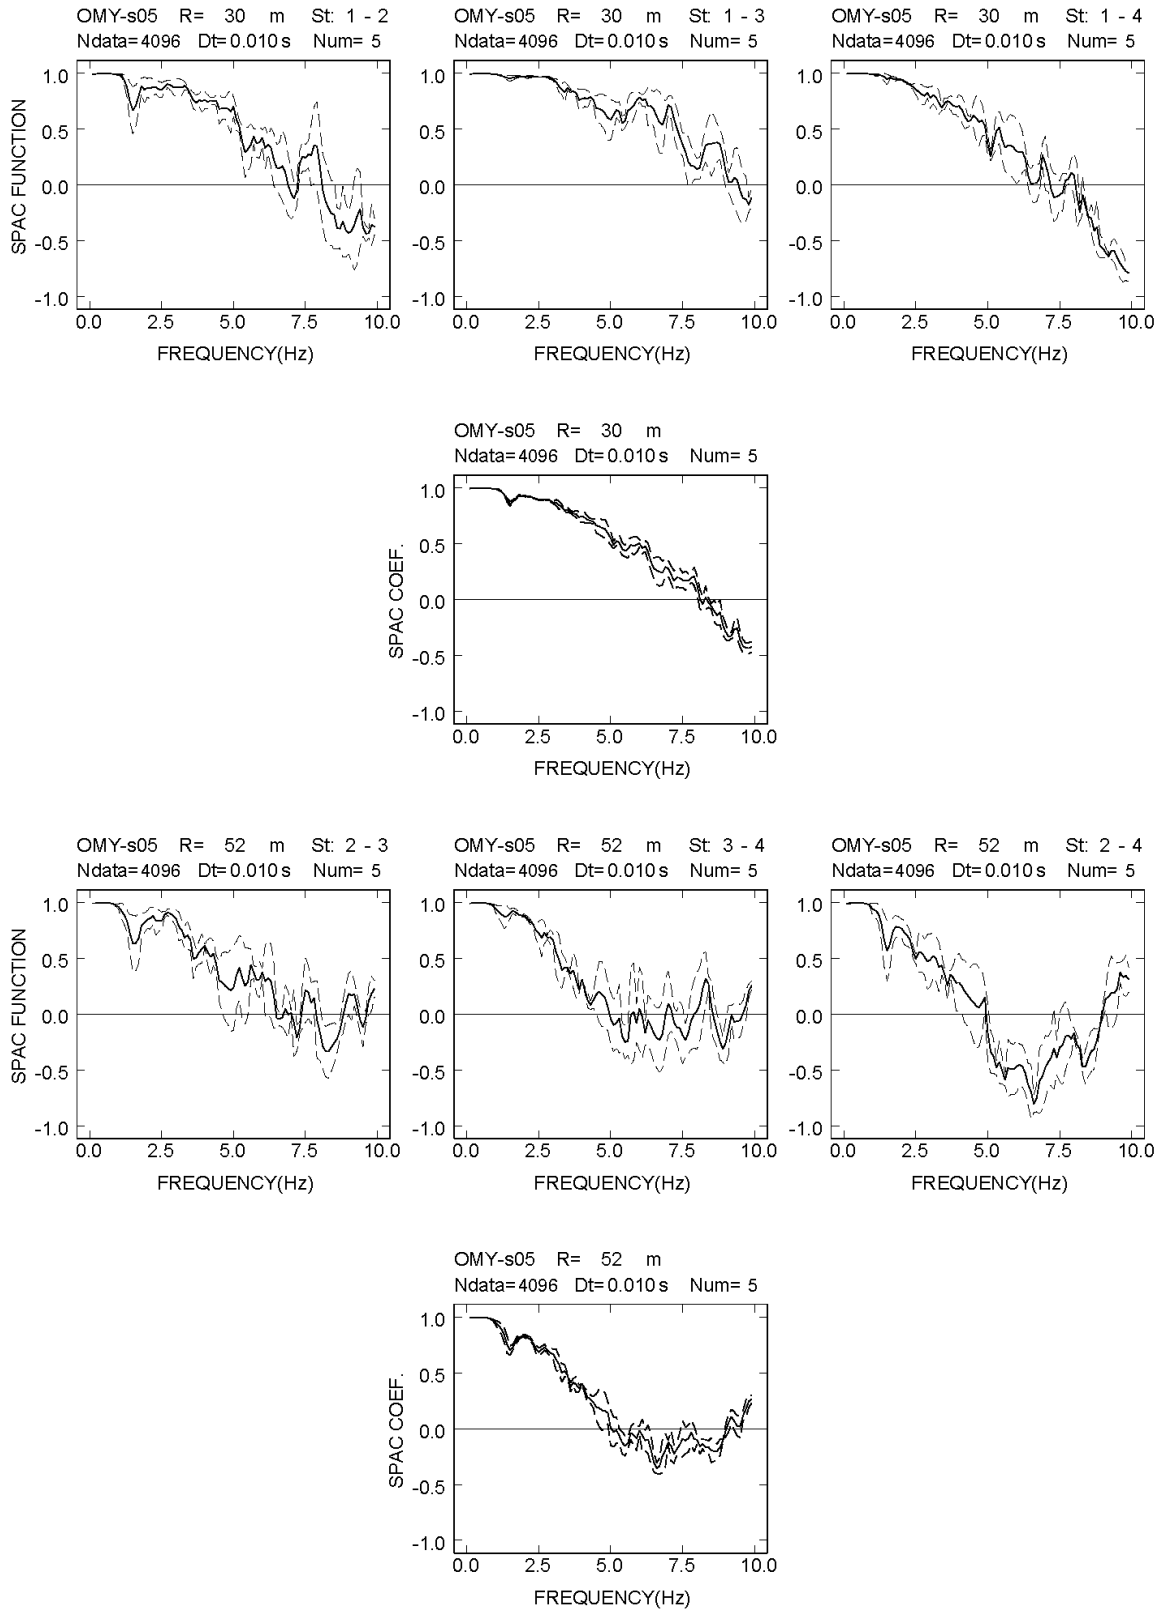 OMY-s05 R= 30 m St: 1 - 2
Ndata=4096 Dt=0.010s Num= 5
SPAC FUNCTION
1.0
0.5
0.0
-0.5
-1.0
0.0 2.5 5.0 7.5 10.0
FREQUENCY(Hz)
OMY-s05 R= 30 m St: 1 - 3
Ndata=4096 Dt=0.010s Num= 5
1.0
0.5
0.0
-0.5
-1.0
0.0 2.5 5.0 7.5 10.0
FREQUENCY(Hz)
OMY-s05 R= 30 m St: 1 - 4
Ndata=4096 Dt=0.010s Num= 5
1.0
0.5
0.0
-0.5
-1.0
0.0 2.5 5.0 7.5 10.0
FREQUENCY(Hz)
OMY-s05 R= 30 m
Ndata=4096 Dt=0.010s Num= 5
SPAC COEF.
1.0
0.5
0.0
-0.5
-1.0
0.0 2.5 5.0 7.5 10.0
FREQUENCY(Hz)
OMY-s05 R= 52 m St: 2 - 3
Ndata=4096 Dt=0.010s Num= 5
SPAC FUNCTION
1.0
0.5
0.0
-0.5
-1.0
0.0 2.5 5.0 7.5 10.0
FREQUENCY(Hz)
OMY-s05 R= 52 m St: 3 - 4
Ndata=4096 Dt=0.010s Num= 5
1.0
0.5
0.0
-0.5
-1.0
0.0 2.5 5.0 7.5 10.0
FREQUENCY(Hz)
OMY-s05 R= 52 m St: 2 - 4
Ndata=4096 Dt=0.010s Num= 5
1.0
0.5
0.0
-0.5
-1.0
0.0 2.5 5.0 7.5 10.0
FREQUENCY(Hz)
OMY-s05 R= 52 m
Ndata=4096 Dt=0.010s Num= 5
SPAC COEF.
1.0
0.5
0.0
-0.5
-1.0
0.0 2.5 5.0 7.5 10.0
FREQUENCY(Hz)